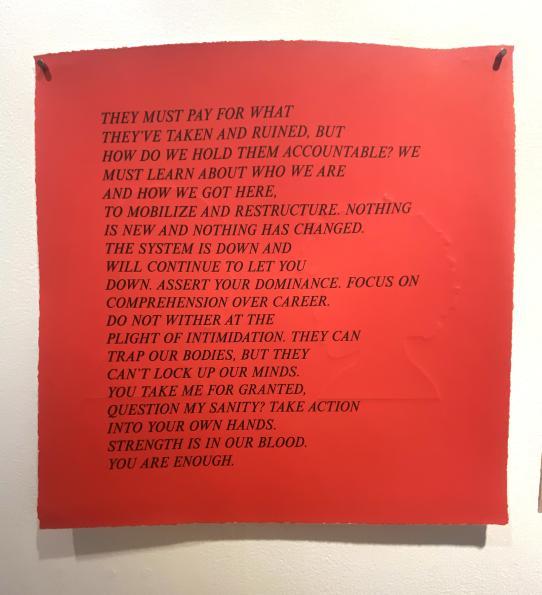 THEY MUST PAY FOR WHAT
THEY'VE TAKEN AND RUINED, BUT
HOW DO WE HOLD THEM ACCOUNTABLE? WE
MUST LEARN ABOUT WHO WE ARE
AND HOW WE GOT HERE,
TO MOBILIZE AND RESTRUCTURE. NOTHING
IS NEW AND NOTHING HAS CHANGED.
THE SYSTEM IS DOWN AND
WILL CONTINUE TO LET YOU
DOWN. ASSERT YOUR DOMINANCE. FOCUS ON
COMPREHENSION OVER CAREER.
DO NOT WITHER AT THE
PLIGHT OF INTIMIDATION. THEY CAN
TRAP OUR BODIES, BUT THEY
CAN'T LOCK UP OUR MINDS.
YOU TAKE ME FOR GRANTED,
QUESTION MY SANITY? TAKE ACTION
INTO YOUR OWN HANDS.
STRENGTH IS IN OUR BLOOD.
YOU ARE ENOUGH.